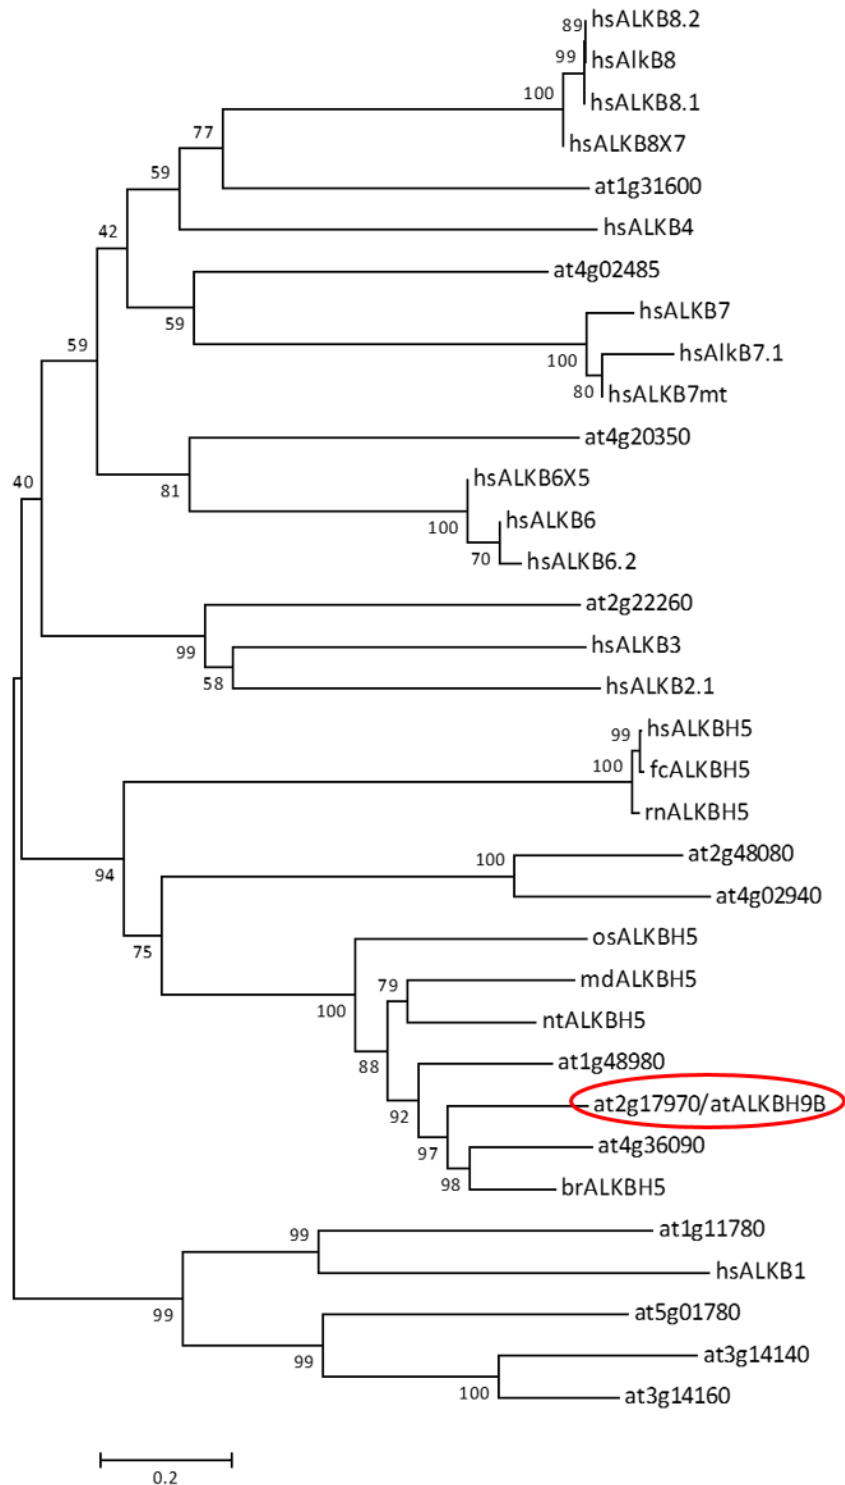 hsALKB8.2
89
hsAlkB8
99
hsALKB8.1
100
hsALKB8X7
77
at1g31600
59
hsALKB4
42
at4g02485
59
hsALKB7
100
hsAlkB7.1
80
hsALKB7mt
59
at4g20350
81
hsALKB6X5
100
hsALKB6
70
hsALKB6.2
40
at2g22260
99
hsALKB3
58
hsALKB2.1
hsALKBH5
99
fcALKBH5
100
rnALKBH5
94
at2g48080
100
at4g02940
75
osALKBH5
100
mdALKBH5
79
ntALKBH5
88
at1g48980
92
at2g17970/atALKBH9B
97
at4g36090
98
brALKBH5
at1g11780
99
hsALKB1
99
at5g01780
99
at3g14140
100
at3g14160
0.2